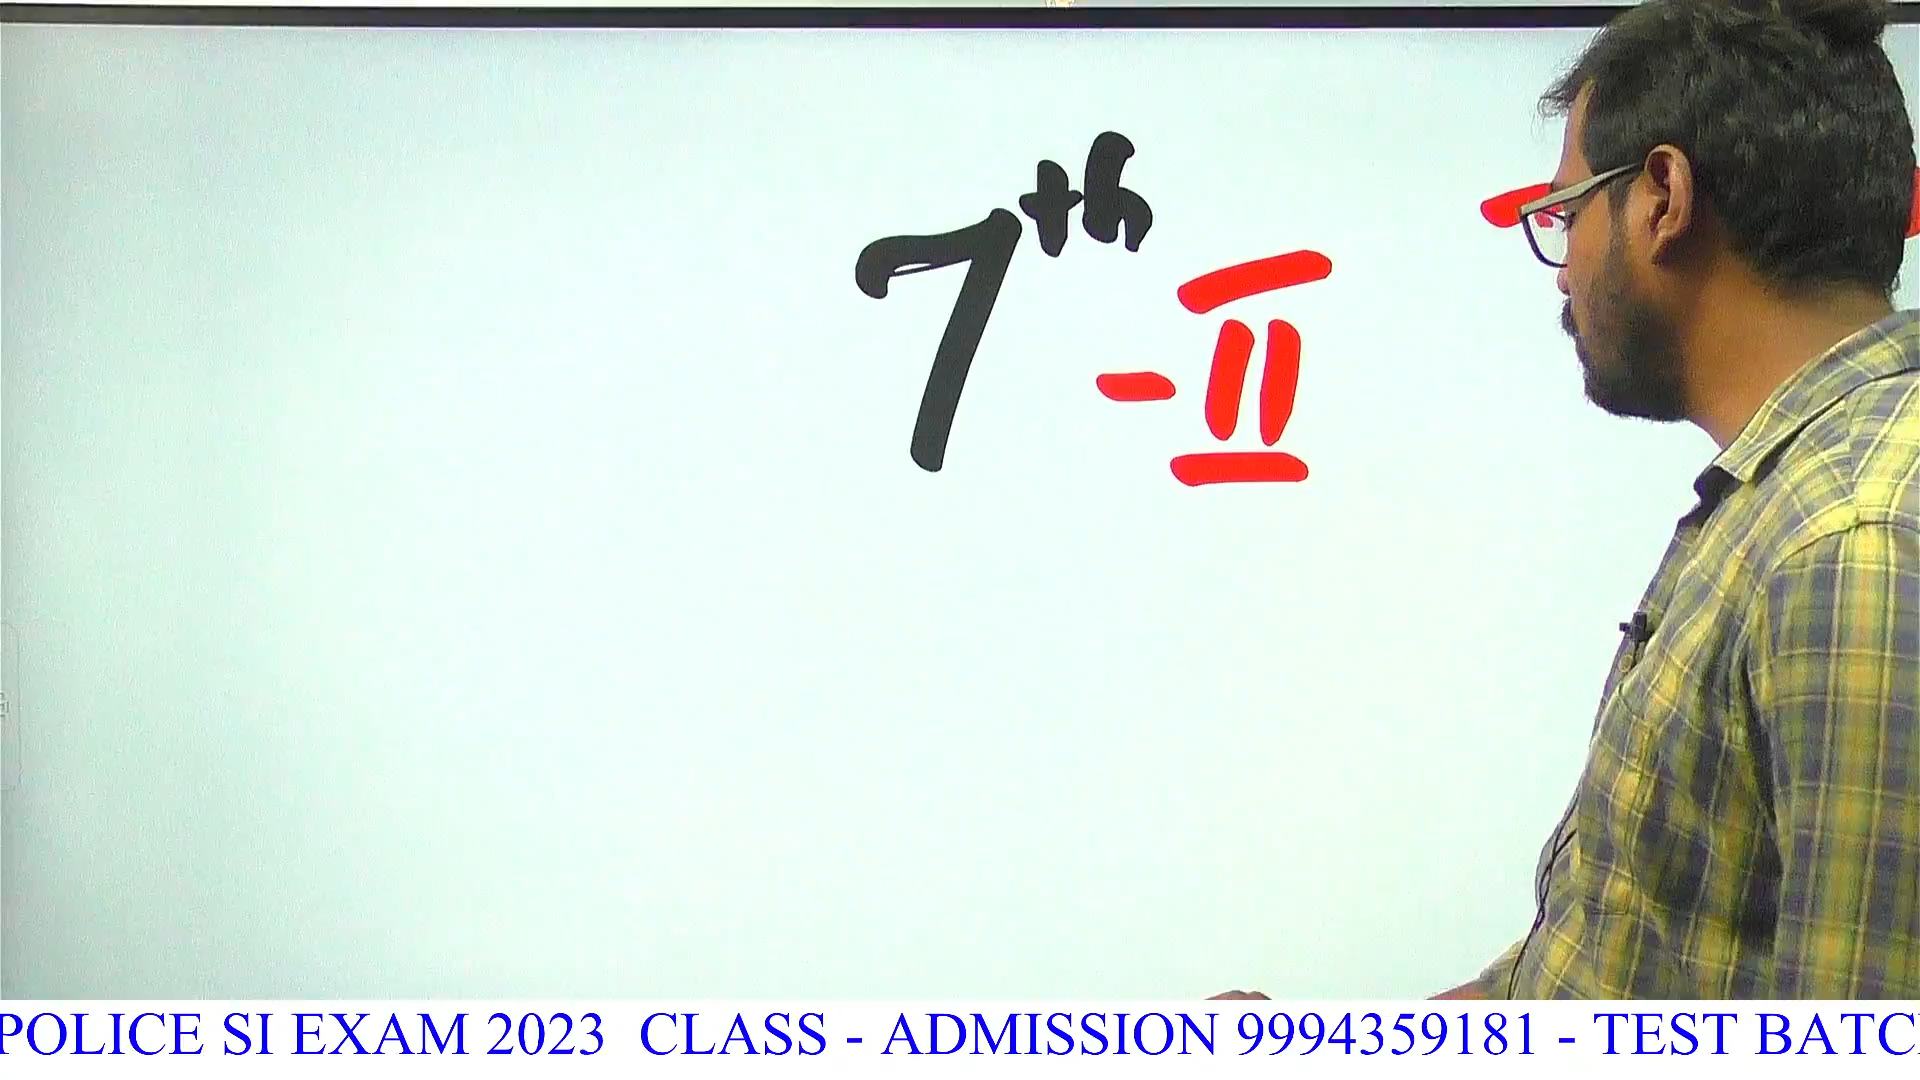 7th
- II
POLICE SI EXAM 2023 CLASS - ADMISSION 9994359181 - TEST BATC